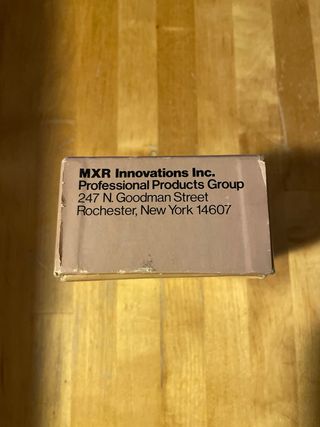 MXR Innovations Inc.
Professional Products Group
247 N. Goodman Street
Rochester, New York 14607